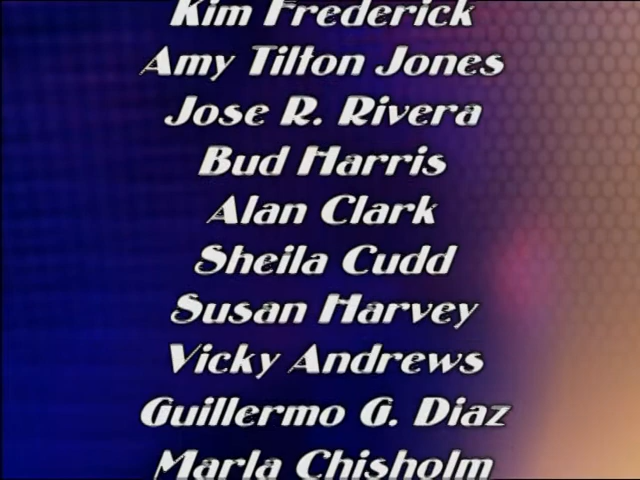 Kim Frederick
Amy Tilton Jones
Jose R. Rivera
Bud Harris
Alan Clark
Sheila Cudd
Susan Harvey
Vicky Andrews
Guillermo G. Diaz
Marla Chisholm